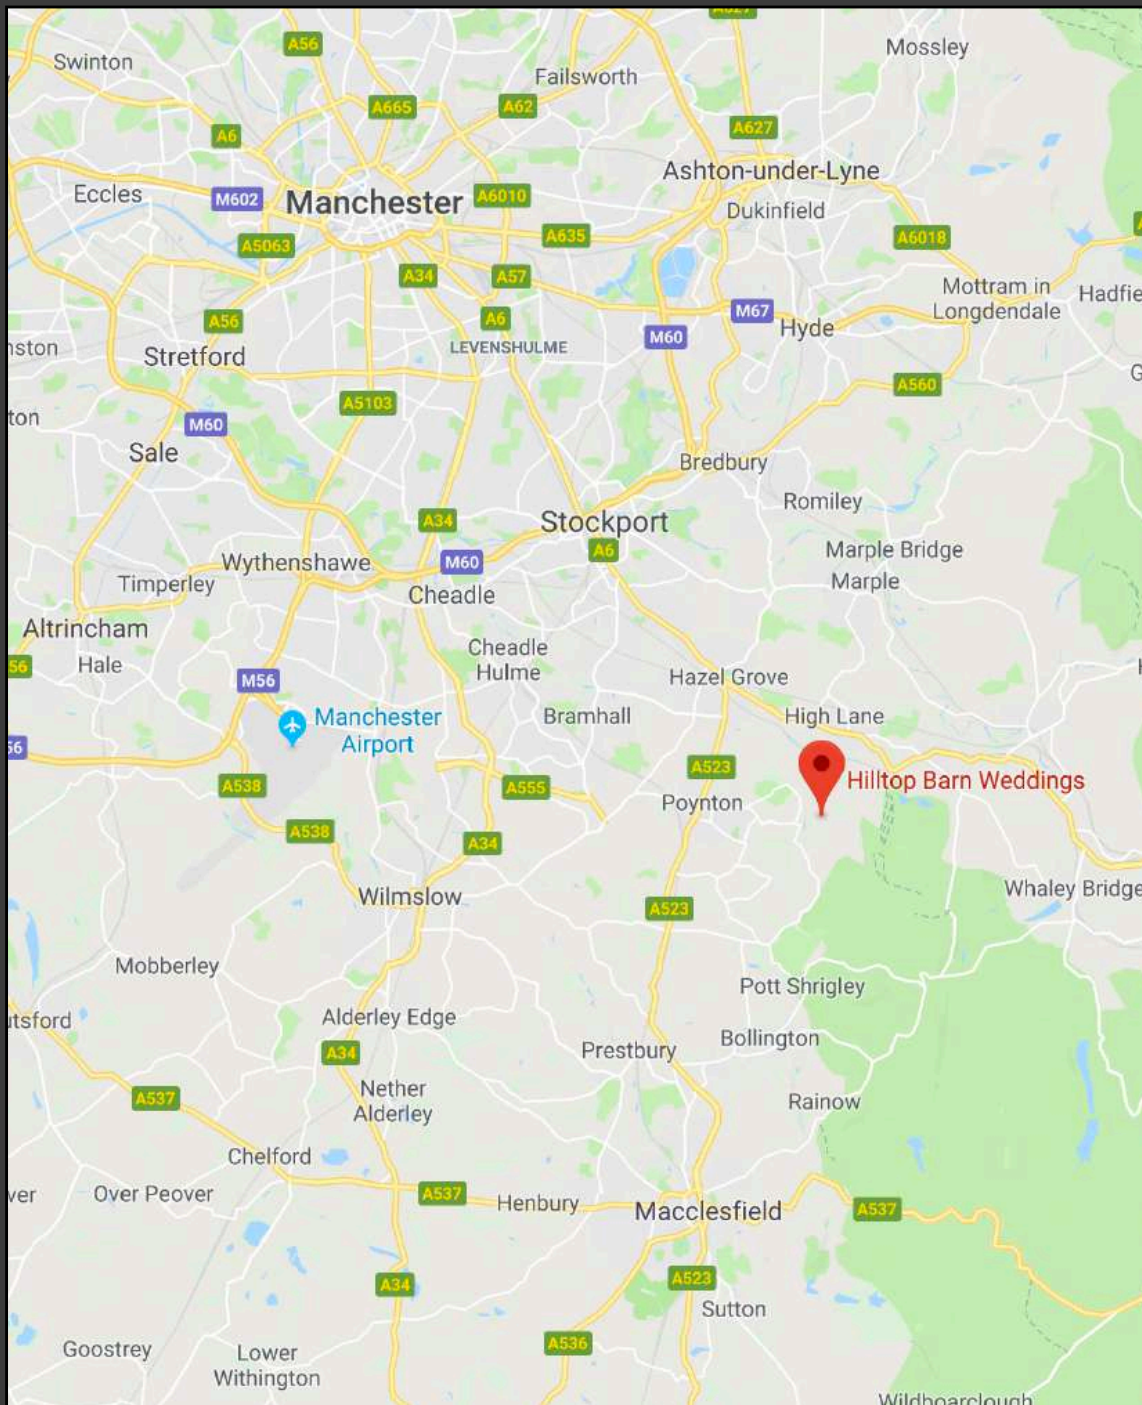 A627
A56
Mossley
Swinton
Failsworth
A665
A62
A6
A627
Ashton-under-Lyne
Eccles
M602
Manchester
A6010
Dukinfield
A5063
A635
A6018
A34
A57
Mottram in
Longdendale
Hadfie
A56
A6
M67
Hyde
M60
nston
Stretford
LEVENSHULME
A560
A5103
ton
M60
Sale
Bredbury
Romiley
A34
Stockport
A6
Wythenshawe
M60
Marple Bridge
Timperley
Cheadle
Marple
Altrincham
56
Hale
Cheadle
Hulme
M56
Hazel Grove
Manchester
Airport
Bramhall
High Lane
56
A538
A555
A523
Hilltop Barn Weddings
Poynton
A538
A34
Wilmslow
A523
Whaley Bridge
Mobberley
Pott Shrigley
utsford
Alderley Edge
Bollington
A34
Prestbury
A537
Nether
Alderley
Rainow
Chelford
ver
Over Peover
A537
Henbury
Macclesfield
A537
A34
A523
Sutton
Goostrey
Lower
Withington
A536
Wildboarclough